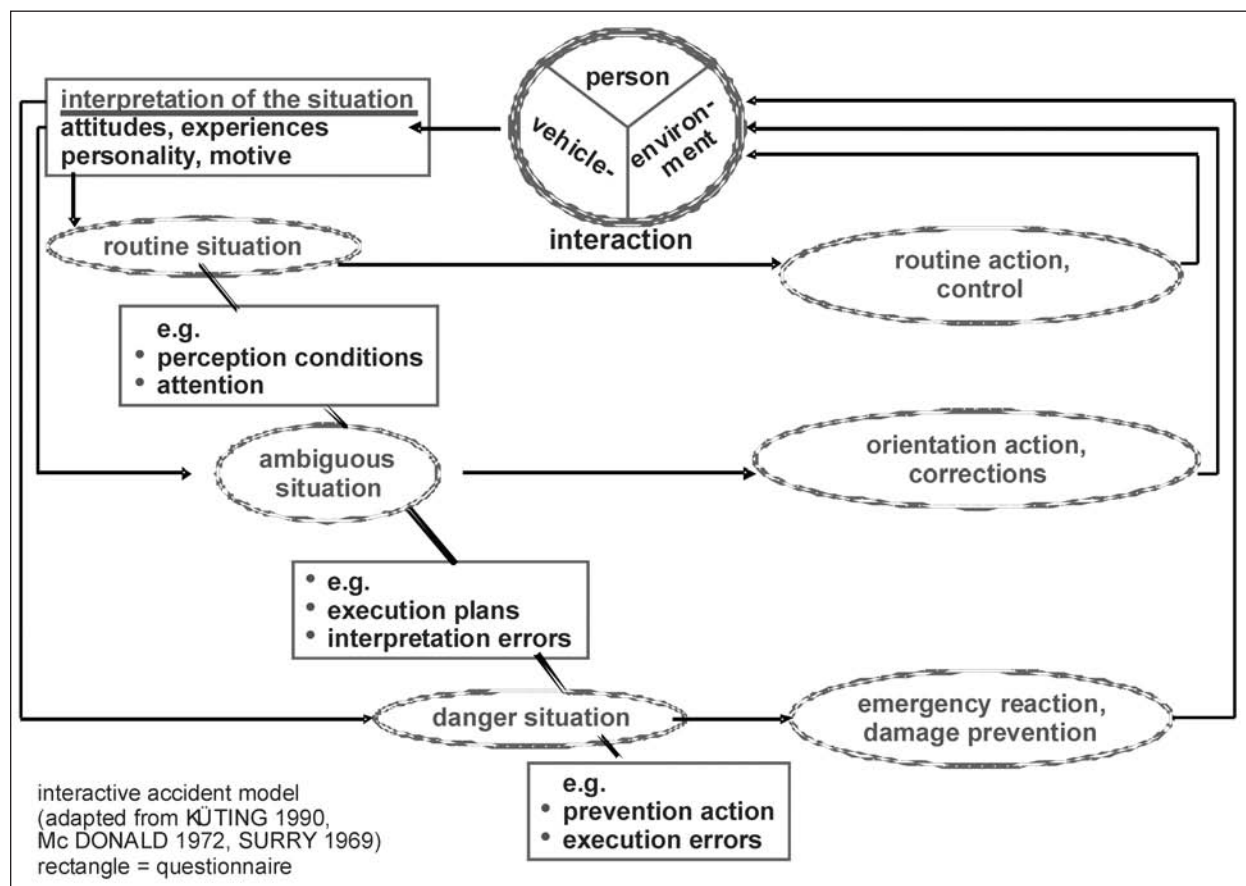 person
vehicle-
environ-
ment
interaction
interpretation of the situation
attitudes, experiences
personality, motive
routine situation
routine action,
control
e.g.
• perception conditions
• attention
ambiguous
situation
orientation action,
corrections
• e.g.
• execution plans
• interpretation errors
danger situation
emergency reaction,
damage prevention
e.g.
• prevention action
• execution errors
interactive accident model
(adapted from KÜTING 1990,
Mc DONALD 1972, SURRY 1969)
rectangle = questionnaire